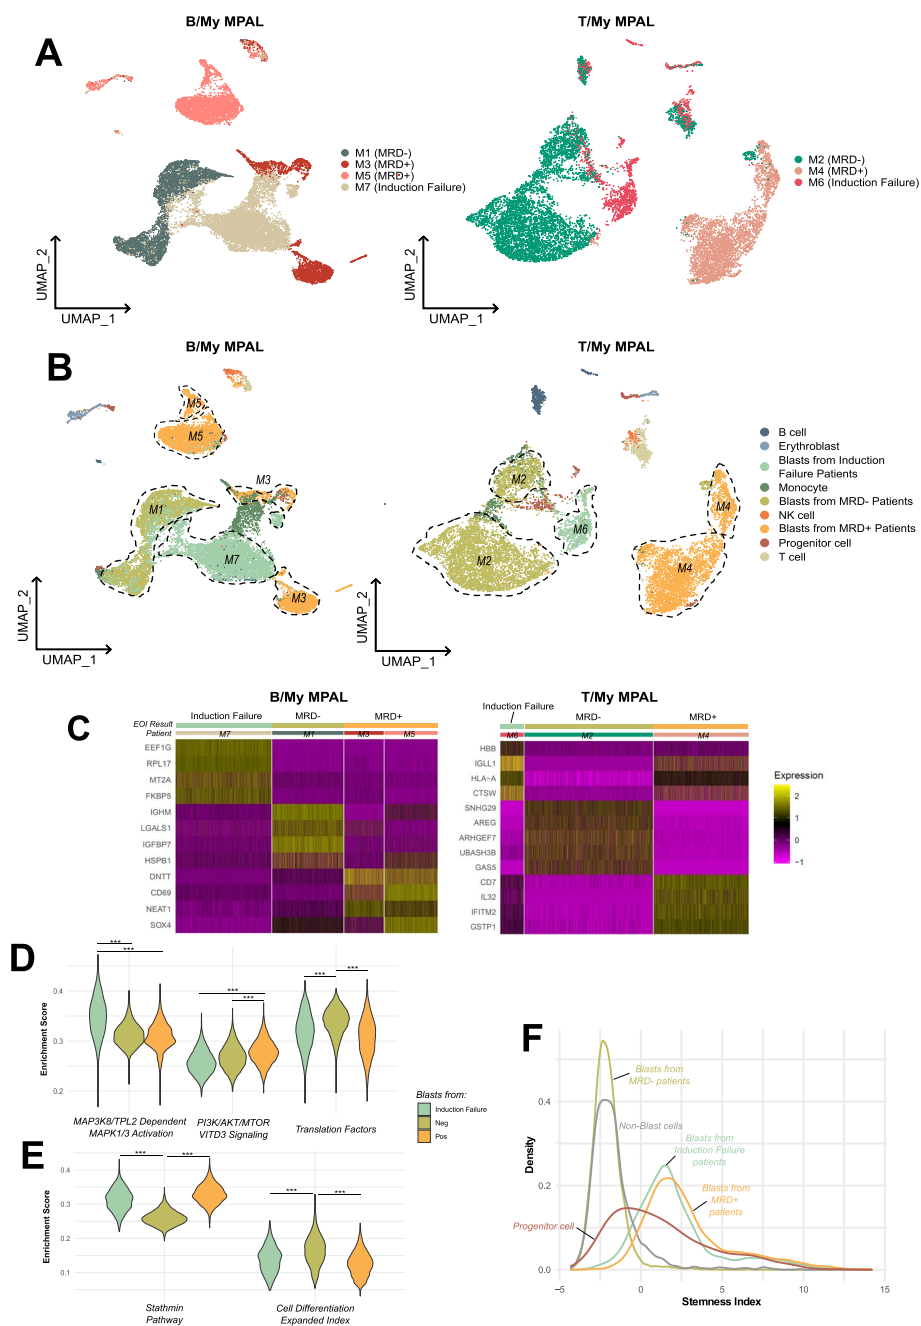 B/My MPAL
T/My MPAL
A
M1 (MRD-)
M3 (MRD+)
M5 (MRD+)
M7 (Induction Failure)
M2 (MRD-)
M4 (MRD+)
M6 (Induction Failure)
UMAP_2
UMAP_1
UMAP_2
UMAP_1
B/My MPAL
T/My MPAL
B
M5
M5
M3
M1
M7
M3
M2
M2
M6
M4
M4
B cell
Erythroblast
Blasts from Induction
Failure Patients
Monocyte
Blasts from MRD- Patients
NK cell
Blasts from MRD+ Patients
Progenitor cell
T cell
UMAP_2
UMAP_1
UMAP_2
UMAP_1
B/My MPAL
T/My MPAL
C
EOI Result
Patient
Induction Failure
MRD-
MRD+
M7
M1
M3
M5
EEF1G
RPL17
MT2A
FKBP5
IGHM
LGALS1
IGFBP7
HSPB1
DNTT
CD69
NEAT1
SOX4
Induction Failure
MRD-
MRD+
M6
M2
M4
HBB
IGLL1
HLA-A
CTSW
SNHG29
AREG
ARHGEF7
UBASH3B
GAS5
CD7
IL32
IFITM2
GSTP1
Expression
2
1
0
−1
D
Enrichment Score
0.4
0.3
0.2
***
***
***
***
***
***
MAP3K8/TPL2 Dependent
MAPK1/3 Activation
PI3K/AKT/MTOR
VITD3 Signaling
Translation Factors
Blasts from:
Induction Failure
Neg
Pos
E
Enrichment Score
0.4
0.3
0.2
0.1
***
***
***
***
Stathmin
Pathway
Cell Differentiation
Expanded Index
F
Density
0.4
0.2
0.0
Blasts from
MRD- patients
Non-Blast cells
Blasts from
Induction Failure
patients
Blasts from
MRD+
patients
Progenitor cell
−5
0
5
10
15
Stemness Index